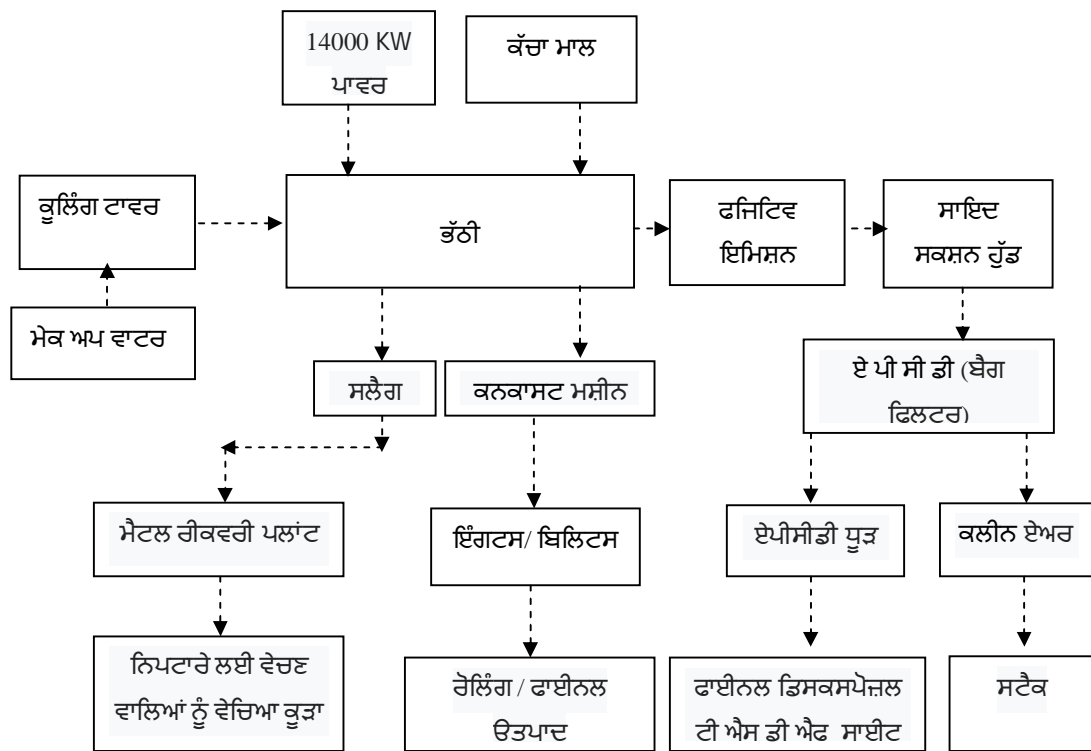 14000 KW
ਪਾਵਰ
ਕੱਚਾ ਮਾਲ
ਕੂਲਿੰਗ ਟਾਵਰ
ਭੱਠੀ
ਫਜਿਟਿਵ
ਇਮਿਸ਼ਨ
ਸਾਇਦ
ਸਕਸ਼ਨ ਹੁੱਡ
ਮੇਕ ਅਪ ਵਾਟਰ
ਸਲੈਗ
ਕਨਕਾਸਟ ਮਸ਼ੀਨ
ਏ ਪੀ ਸੀ ਡੀ (ਬੈਗ
ਫਿਲਟਰ)
ਮੈਟਲ ਰੀਕਵਰੀ ਪਲਾਂਟ
ਇੰਗਟਸ/ ਬਿਲਿਟਸ
ਏਪੀਸੀਡੀ ਧੂੜ
ਕਲੀਨ ਏਅਰ
ਨਿਪਟਾਰੇ ਲਈ ਵੇਚਣ
ਵਾਲਿਆਂ ਨੂੰ ਵੇਚਿਆ ਕੂੜਾ
ਰੋਲਿੰਗ / ਫਾਈਨਲ
ਉਤਪਾਦ
ਫਾਈਨਲ ਡਿਸਕਸਪੋਜ਼ਲ
ਟੀ ਐਸ ਡੀ ਐਫ ਸਾਈਟ
ਸਟੈਕ